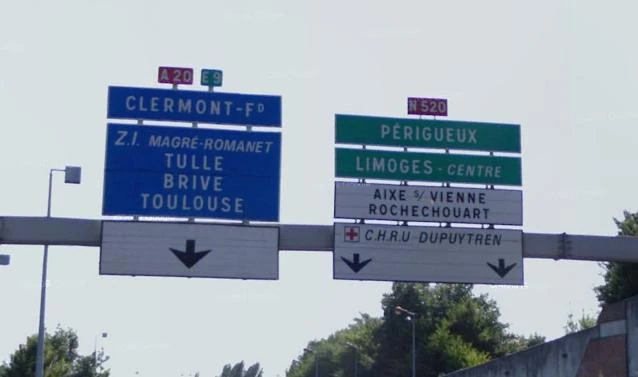 A 20 E 9
CLERMONT-Fᴰ
Z.I. MAGRÉ-ROMANET
TULLE
BRIVE
TOULOUSE
N 520
PÉRIGUEUX
LIMOGES - CENTRE
AIXE S/ VIENNE
ROCHECHOUART
C.H.R.U DUPUYTREN